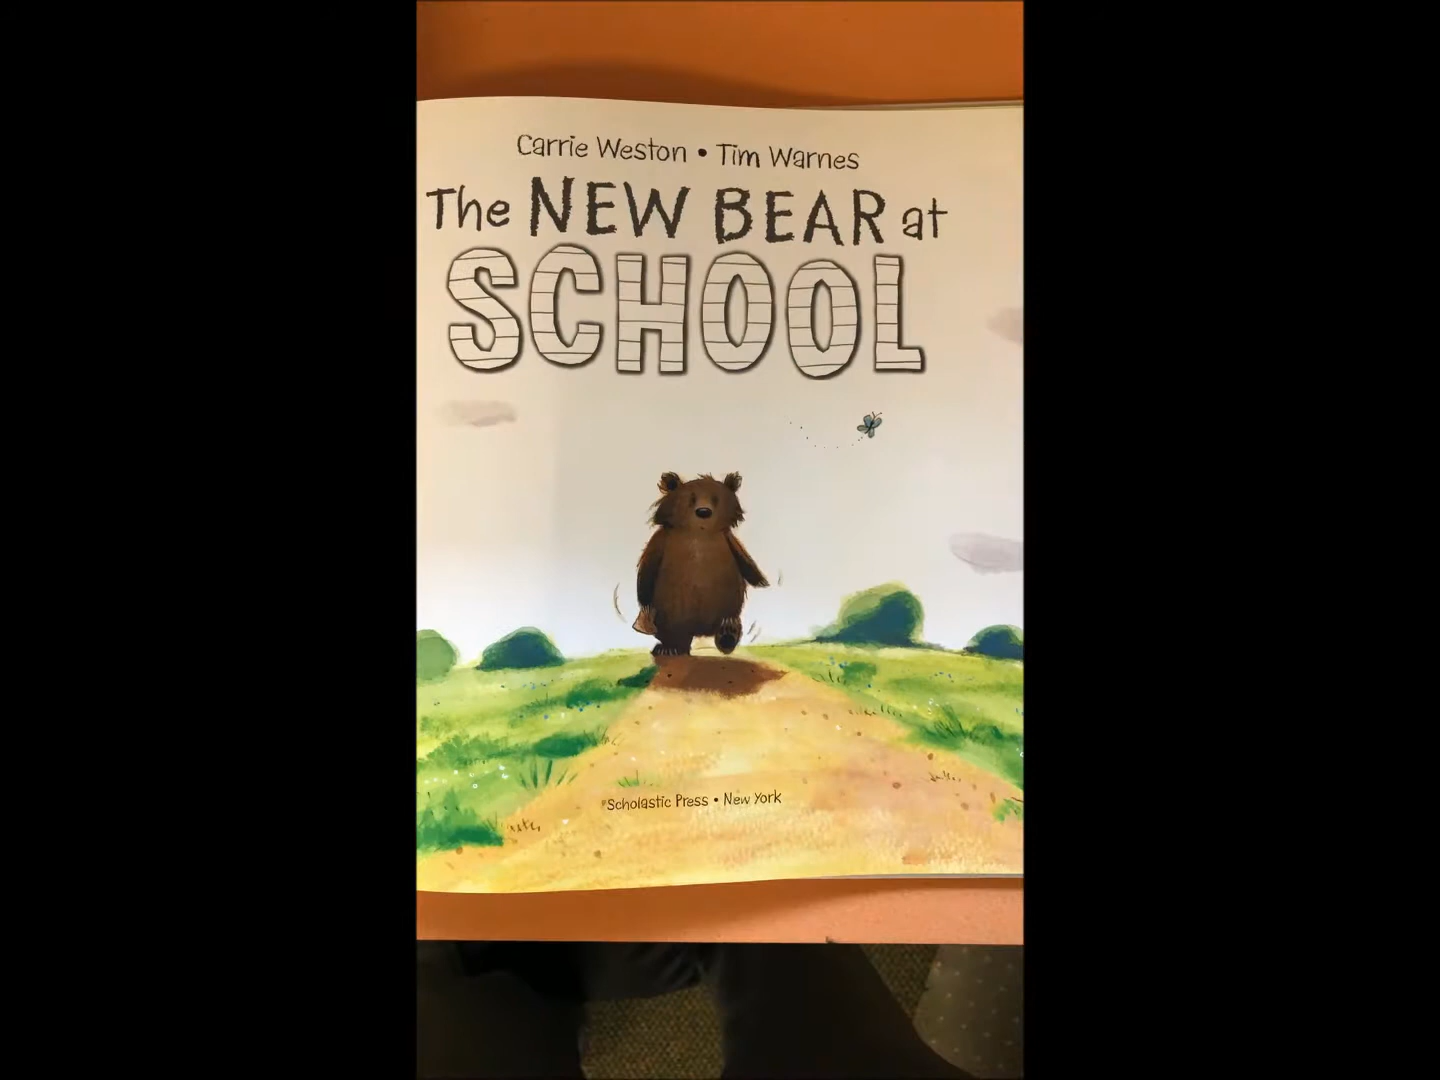 Carrie Weston • Tim Warnes
The NEW BEAR at
SCHOOL
Scholastic Press • New York